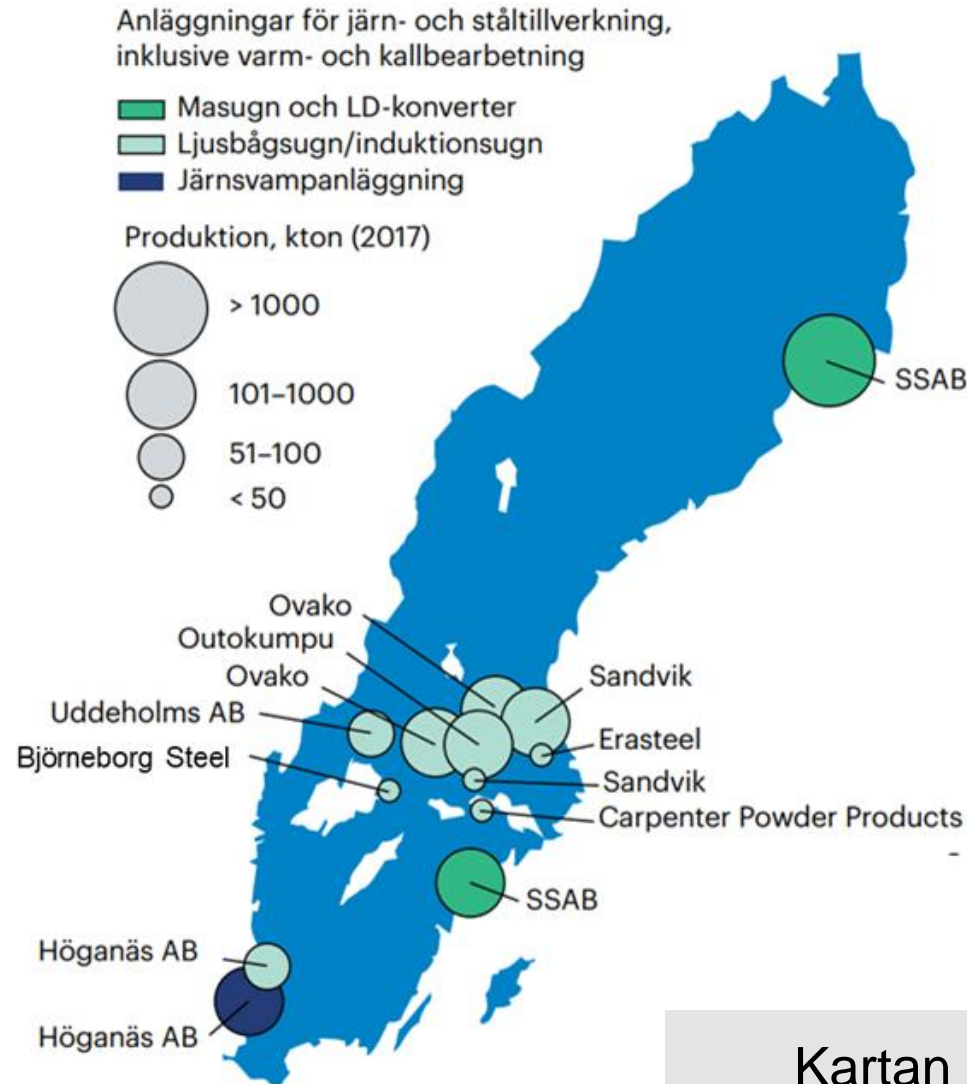 Anläggningar för järn- och ståltillverkning,
inklusive varm- och kallbearbetning
Masugn och LD-konverter
Ljusbågsugn/induktionsugn
Järnsvampanläggning
Produktion, kton (2017)
> 1000
101–1000
51–100
< 50
SSAB
Ovako
Outokumpu
Ovako
Uddeholms AB
Björneborg Steel
Sandvik
Erasteel
Sandvik
Carpenter Powder Products
-
SSAB
Höganäs AB
Höganäs AB
Kartan